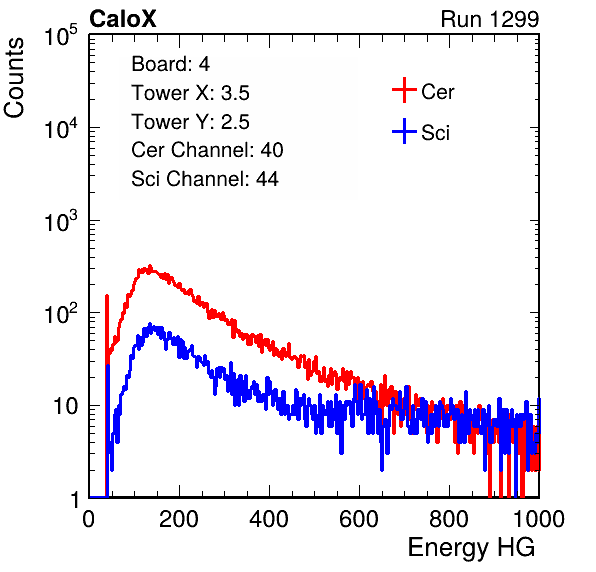 CaloX Run 1299
Counts
10^5
10^4
10^3
10^2
10
1
Board: 4
Tower X: 3.5
Tower Y: 2.5
Cer Channel: 40
Sci Channel: 44
Cer
Sci
0 200 400 600 800 1000
Energy HG